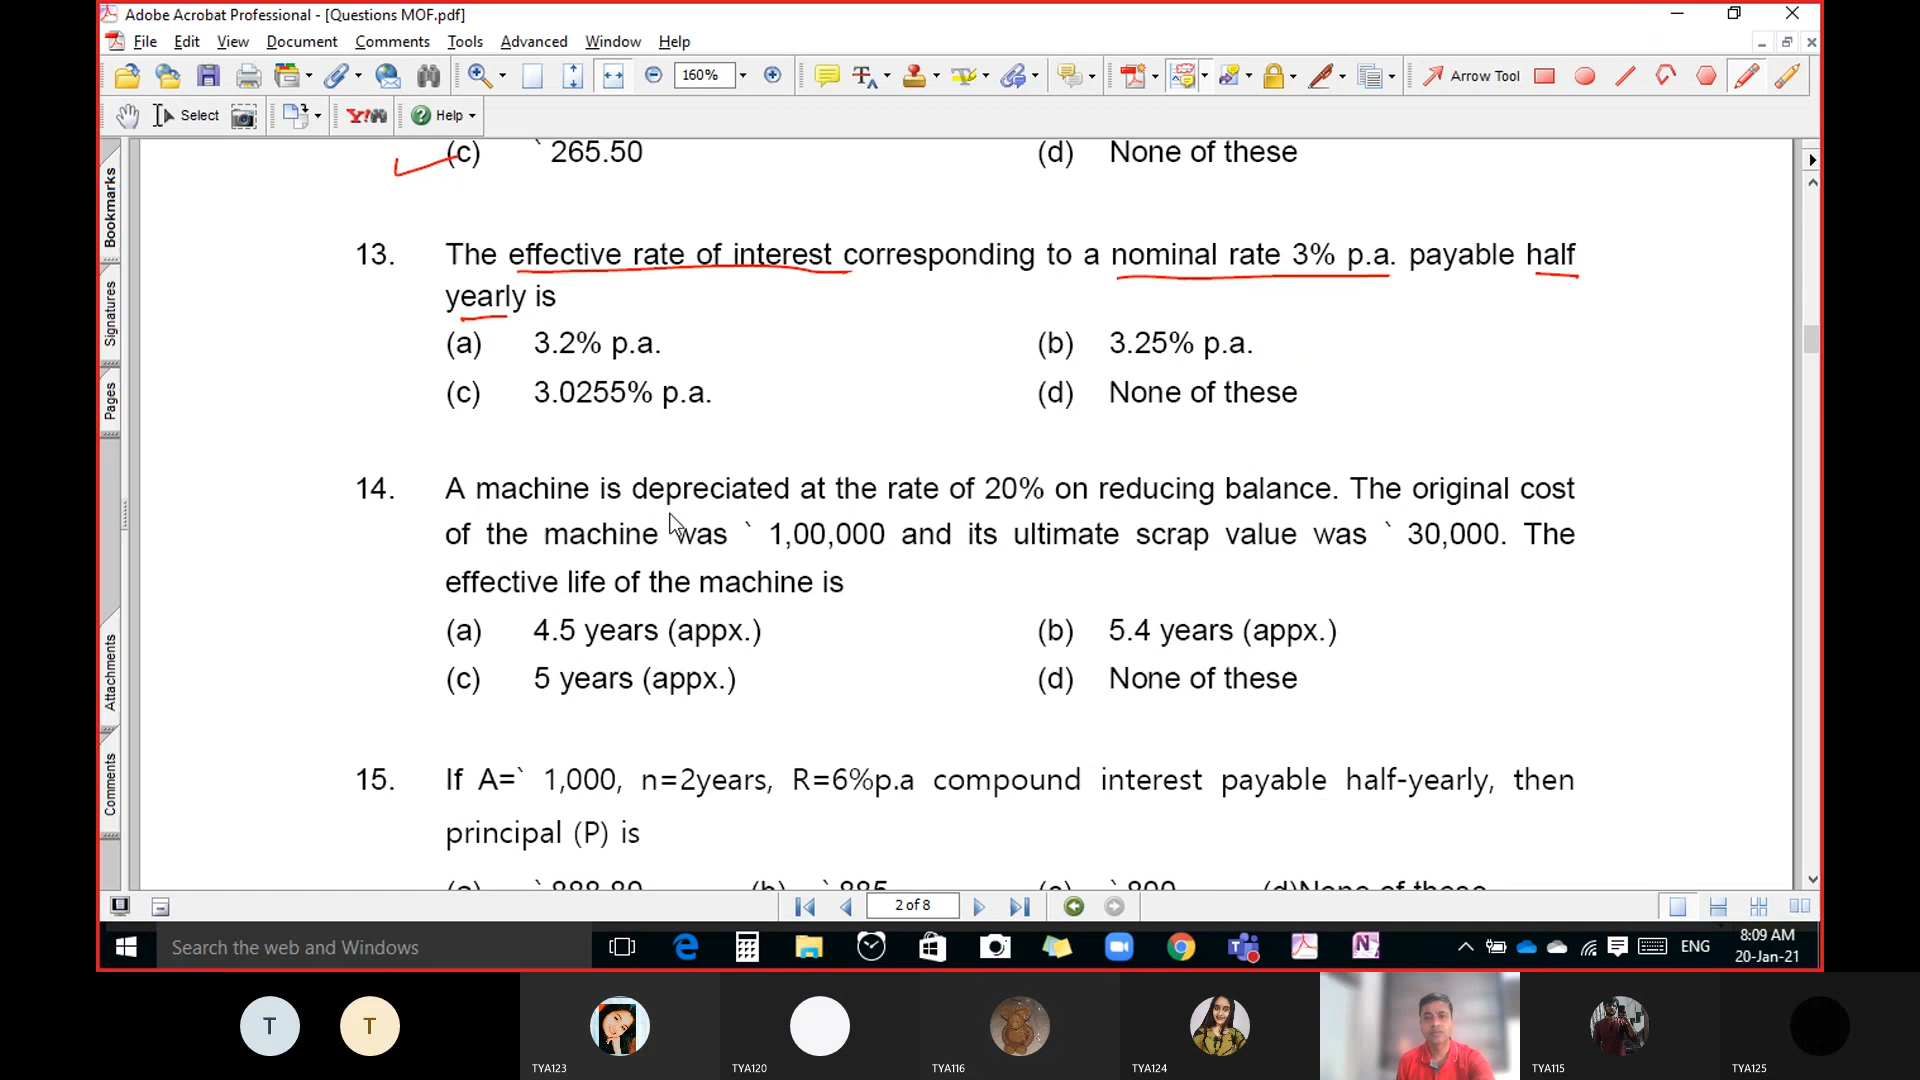 Adobe Acrobat Professional - [Questions MOF.pdf]
File Edit View Document Comments Tools Advanced Window Help
160% Arrow Tool
Select Y! Help
Bookmarks
Signatures
Pages
Attachments
Comments
(c) ` 265.50 (d) None of these
13. The effective rate of interest corresponding to a nominal rate 3% p.a. payable half
yearly is
(a) 3.2% p.a. (b) 3.25% p.a.
(c) 3.0255% p.a. (d) None of these
14. A machine is depreciated at the rate of 20% on reducing balance. The original cost
of the machine was ` 1,00,000 and its ultimate scrap value was ` 30,000. The
effective life of the machine is
(a) 4.5 years (appx.) (b) 5.4 years (appx.)
(c) 5 years (appx.) (d) None of these
15. If A=` 1,000, n=2years, R=6%p.a compound interest payable half-yearly, then
principal (P) is
(a) ` 888.80 (b) ` 885 (c) ` 800 (d)None of these
2 of 8
Search the web and Windows ENG 8:09 AM
20-Jan-21
T T
TYA123 TYA120 TYA116 TYA124 TYA115 TYA125